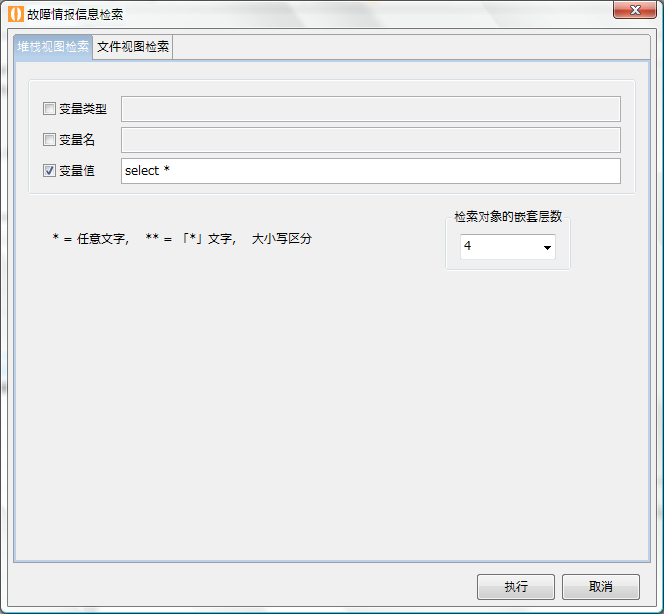 故障情报信息检索
堆栈视图检索 文件视图检索
变量类型
变量名
变量值 select *
检索对象的嵌套层数
* = 任意文字, ** = 「*」文字, 大小写区分
4
执行 取消